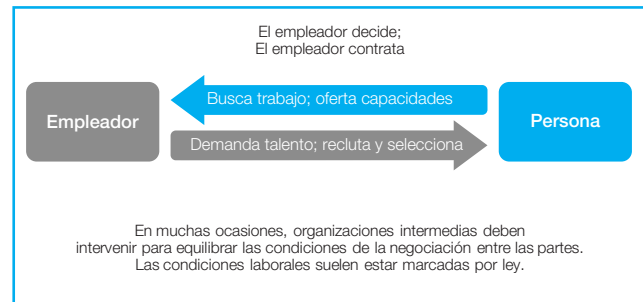 El empleador decide;
El empleador contrata
Busca trabajo; oferta capacidades
Empleador
Persona
Demanda talento; recluta y selecciona
En muchas ocasiones, organizaciones intermedias deben
intervenir para equilibrar las condiciones de la negociación entre las partes.
Las condiciones laborales suelen estar marcadas por ley.